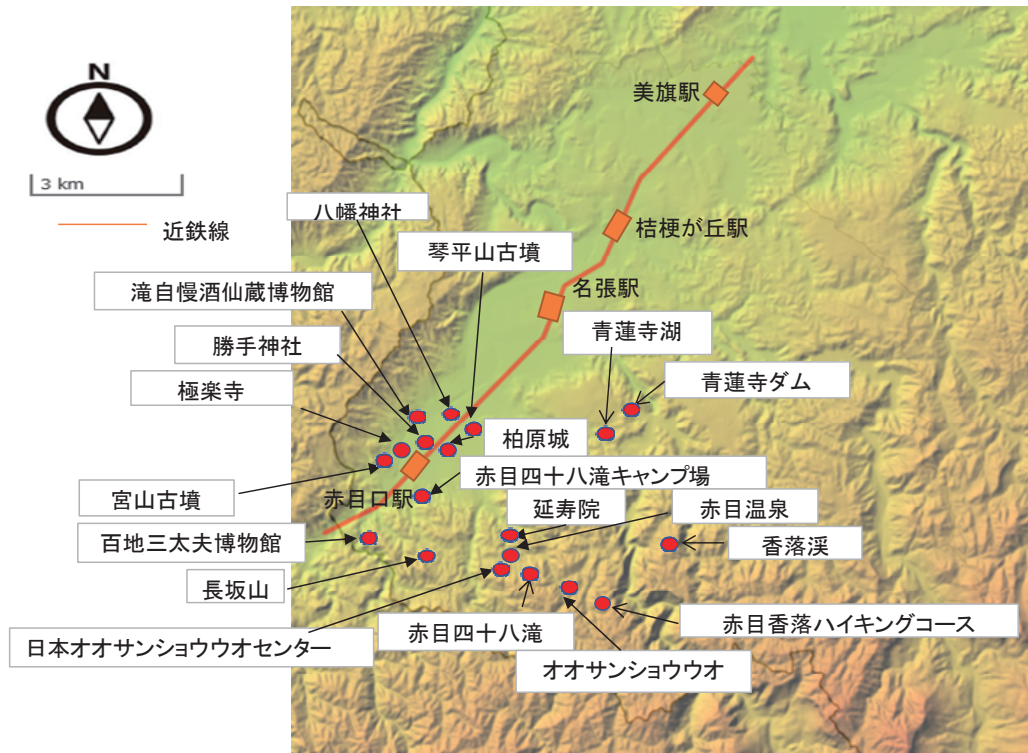 N
3 km
近鉄線
美旗駅
桔梗が丘駅
名張駅
八幡神社
琴平山古墳
滝自慢酒仙蔵博物館
勝手神社
極楽寺
青蓮寺湖
青蓮寺ダム
柏原城
宮山古墳
赤目口駅
赤目四十八滝キャンプ場
延寿院
赤目温泉
百地三太夫博物館
香落渓
長坂山
日本オオサンショウウオセンター
赤目四十八滝
赤目香落ハイキングコース
オオサンショウウオ